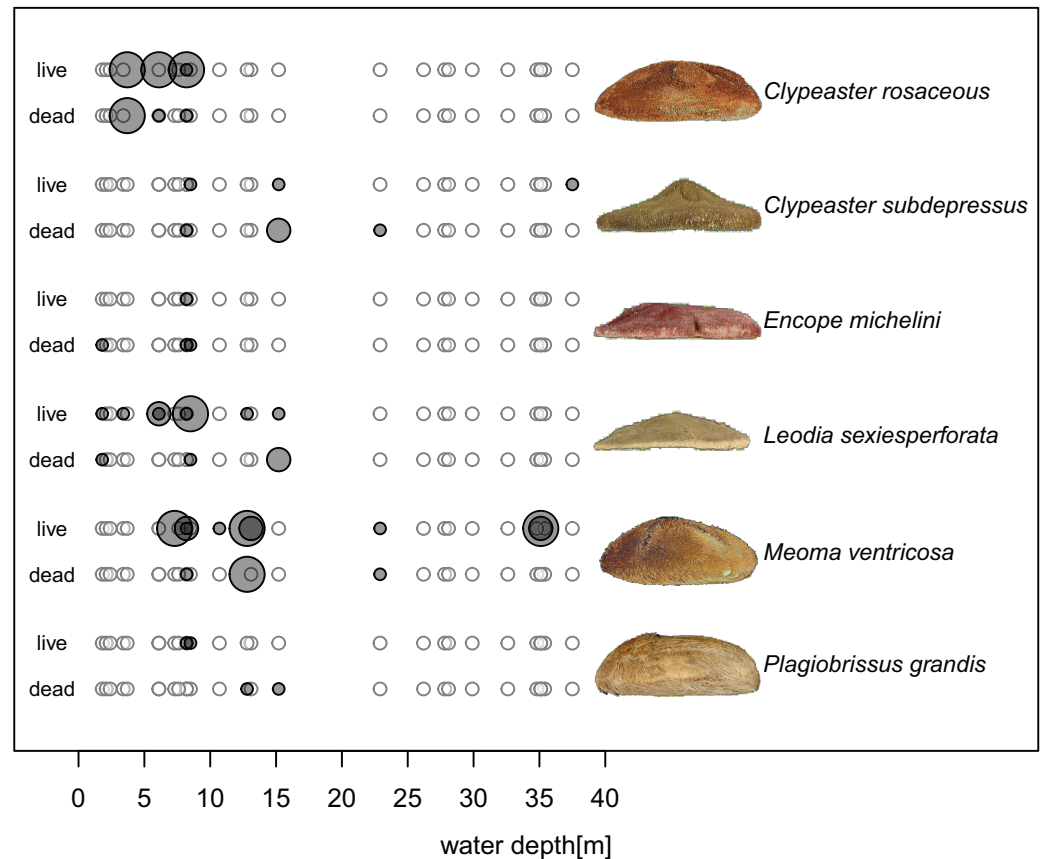 live
Clypeaster rosaceous
dead
live
Clypeaster subdepressus
dead
live
Encope michelini
dead
live
Leodia sexiesperforata
dead
live
Meoma ventricosa
dead
live
Plagiobrissus grandis
dead
0 5 10 15 20 25 30 35 40
water depth[m]